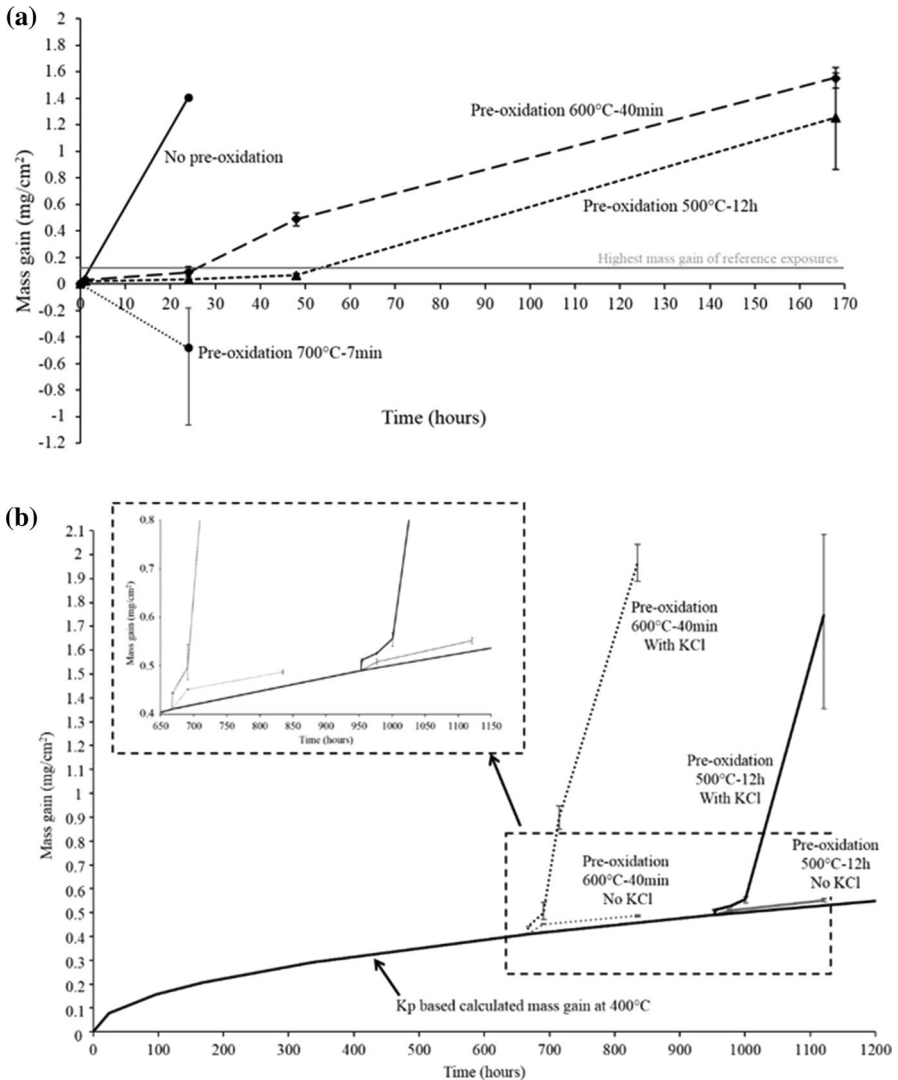 (a)
2
1.8
1.6
1.4
1.2
1
0.8
0.6
0.4
0.2
0
-0.2
-0.4
-0.6
-0.8
-1
-1.2
Mass gain (mg/cm²)
0 10 20 30 40 50 60 70 80 90 100 110 120 130 140 150 160 170
Time (hours)
No pre-oxidation
Pre-oxidation 600°C-40min
Pre-oxidation 500°C-12h
Highest mass gain of reference exposures
Pre-oxidation 700°C-7min
(b)
2.1
2
1.9
1.8
1.7
1.6
1.5
1.4
1.3
1.2
1.1
1
0.9
0.8
0.7
0.6
0.5
0.4
0.3
0.2
0.1
0
Mass gain (mg/cm²)
0 100 200 300 400 500 600 700 800 900 1000 1100 1200
Time (hours)
0,8
0,7
0,6
0,5
0,4
Mass gain (mg/cm²)
650 700 750 800 850 900 950 1000 1050 1100 1150
Time (hours)
Pre-oxidation
600°C-40min
With KCl
Pre-oxidation
500°C-12h
With KCl
Pre-oxidation
600°C-40min
No KCl
Pre-oxidation
500°C-12h
No KCl
Kp based calculated mass gain at 400°C